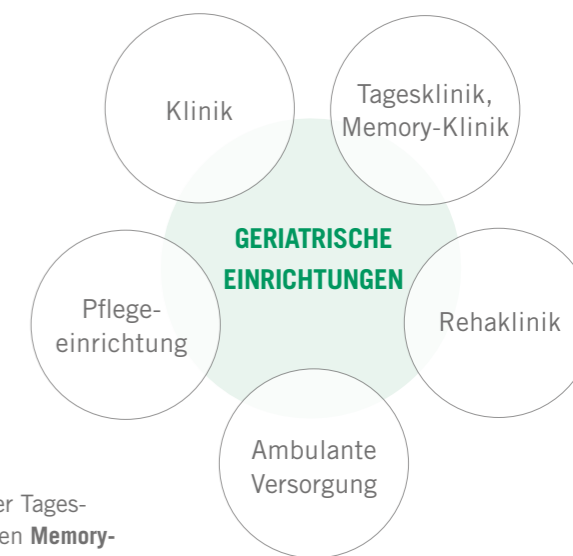 Klinik
Tagesklinik,
Memory-Klinik
GERIATRISCHE
EINRICHTUNGEN
Pflege-
einrichtung
Rehaklinik
Ambulante
Versorgung
er Tages-
en Memory-